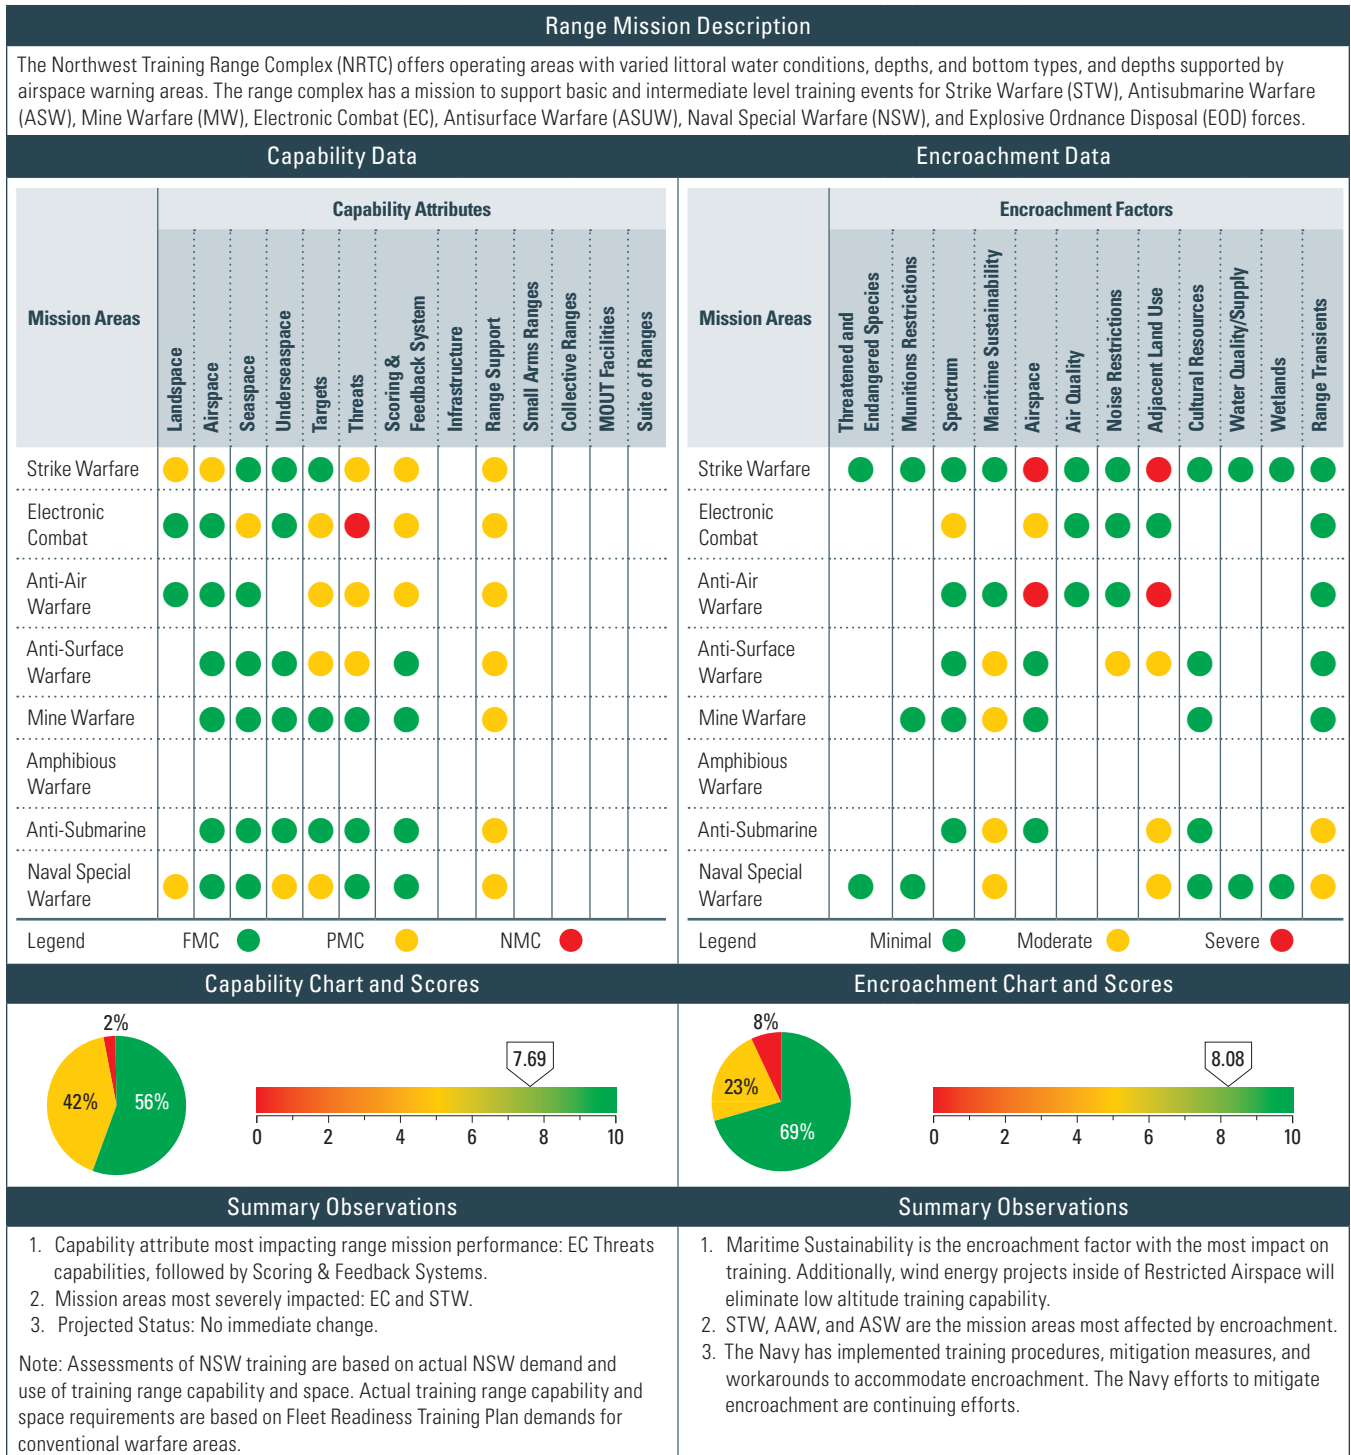 Range Mission Description
The Northwest Training Range Complex (NRTC) offers operating areas with varied littoral water conditions, depths, and bottom types, and depths supported by
airspace warning areas. The range complex has a mission to support basic and intermediate level training events for Strike Warfare (STW), Antisubmarine Warfare
(ASW), Mine Warfare (MW), Electronic Combat (EC), Antisurface Warfare (ASUW), Naval Special Warfare (NSW), and Explosive Ordnance Disposal (EOD) forces.
Capability Data
Mission Areas
Capability Attributes
Landspace
Airspace
Seaspace
Underseaspace
Targets
Threats
Scoring &
Feedback System
Infrastructure
Range Support
Small Arms Ranges
Collective Ranges
MOUT Facilities
Suite of Ranges
Strike Warfare
Electronic
Combat
Anti-Air
Warfare
Anti-Surface
Warfare
Mine Warfare
Amphibious
Warfare
Anti-Submarine
Naval Special
Warfare
Legend FMC PMC NMC
Encroachment Data
Mission Areas
Encroachment Factors
Threatened and
Endangered Species
Munitions Restrictions
Spectrum
Maritime Sustainability
Airspace
Air Quality
Noise Restrictions
Adjacent Land Use
Cultural Resources
Water Quality/Supply
Wetlands
Range Transients
Strike Warfare
Electronic
Combat
Anti-Air
Warfare
Anti-Surface
Warfare
Mine Warfare
Amphibious
Warfare
Anti-Submarine
Naval Special
Warfare
Legend Minimal Moderate Severe
Capability Chart and Scores
2%
42%
56%
7.69
0 2 4 6 8 10
Encroachment Chart and Scores
8%
23%
69%
8.08
0 2 4 6 8 10
Summary Observations
1. Capability attribute most impacting range mission performance: EC Threats
capabilities, followed by Scoring & Feedback Systems.
2. Mission areas most severely impacted: EC and STW.
3. Projected Status: No immediate change.
Note: Assessments of NSW training are based on actual NSW demand and
use of training range capability and space. Actual training range capability and
space requirements are based on Fleet Readiness Training Plan demands for
conventional warfare areas.
Summary Observations
1. Maritime Sustainability is the encroachment factor with the most impact on
training. Additionally, wind energy projects inside of Restricted Airspace will
eliminate low altitude training capability.
2. STW, AAW, and ASW are the mission areas most affected by encroachment.
3. The Navy has implemented training procedures, mitigation measures, and
workarounds to accommodate encroachment. The Navy efforts to mitigate
encroachment are continuing efforts.